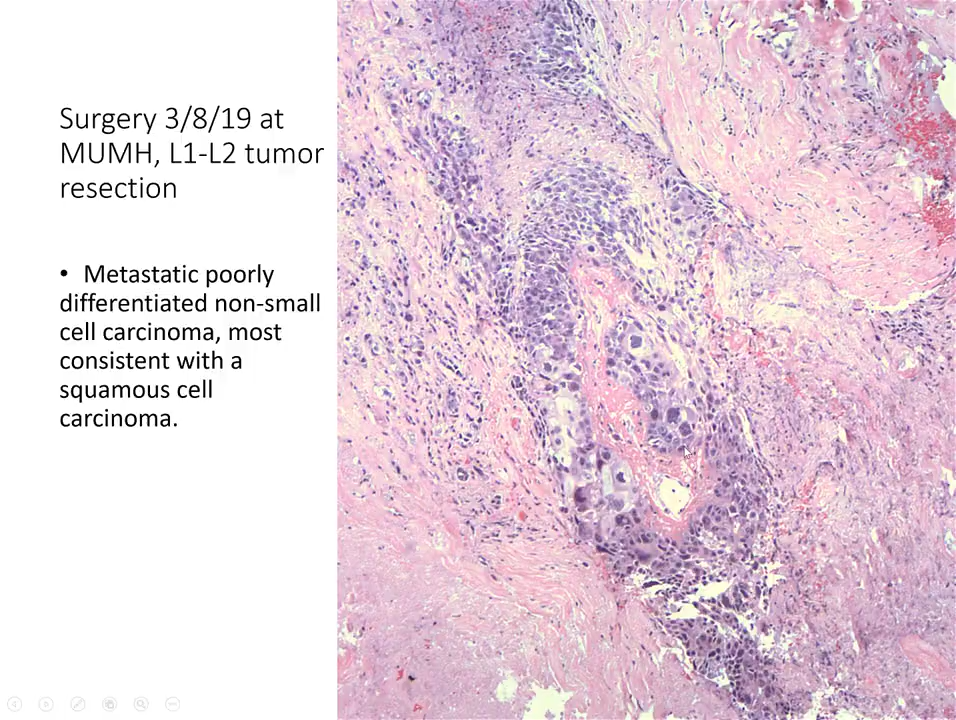 Surgery 3/8/19 at
MUMH, L1-L2 tumor
resection
• Metastatic poorly
differentiated non-small
cell carcinoma, most
consistent with a
squamous cell
carcinoma.